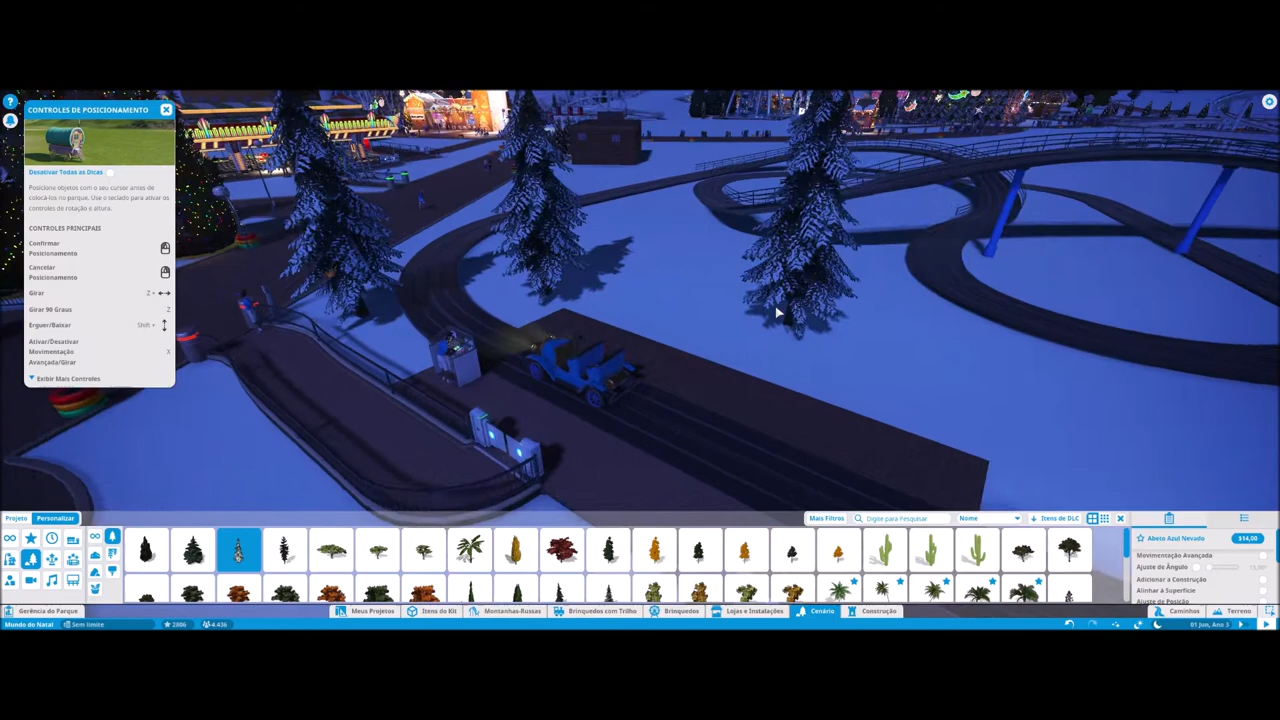 ?
CONTROLES DE POSICIONAMENTO
Desativar Todas as Dicas
Posicione objetos com o seu cursor antes de
colocá-los no parque. Use o teclado para ativar os
controles de rotação e altura.
CONTROLES PRINCIPAIS
Confirmar
Posicionamento
Cancelar
Posicionamento
Girar Z +
Girar 90 Graus Z
Erguer/Baixar Shift +
Ativar/Desativar
Movimentação X
Avançada/Girar
Exibir Mais Controles
Projeto Personalizar
Mais Filtros Digite para Pesquisar Nome Itens de DLC
Abeto Azul Nevado $14,00
Movimentação Avançada
Ajuste de Ângulo
Adicionar a Construção
Alinhar à Superfície
Ajuste de Posição
Gerência do Parque Meus Projetos Itens do Kit Montanhas-Russas Brinquedos com Trilho Brinquedos Lojas e Instalações Cenário Construção Caminhos Terreno
Mundo do Natal Sem limite 2806 4.436 01 Jun, Ano 3